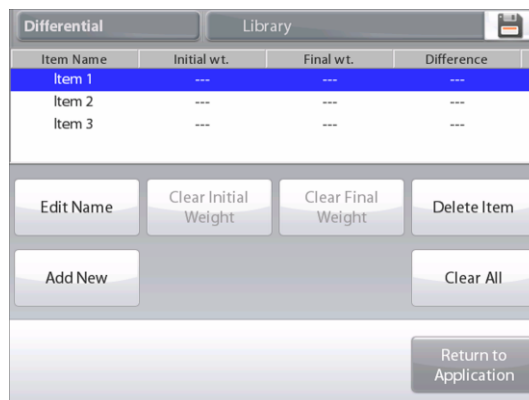 Differential Library
Item Name Initial wt. Final wt. Difference
Item 1 --- --- ---
Item 2 --- --- ---
Item 3 --- --- ---
Edit Name Clear Initial Weight Clear Final Weight Delete Item
Add New Clear All
Return to
Application